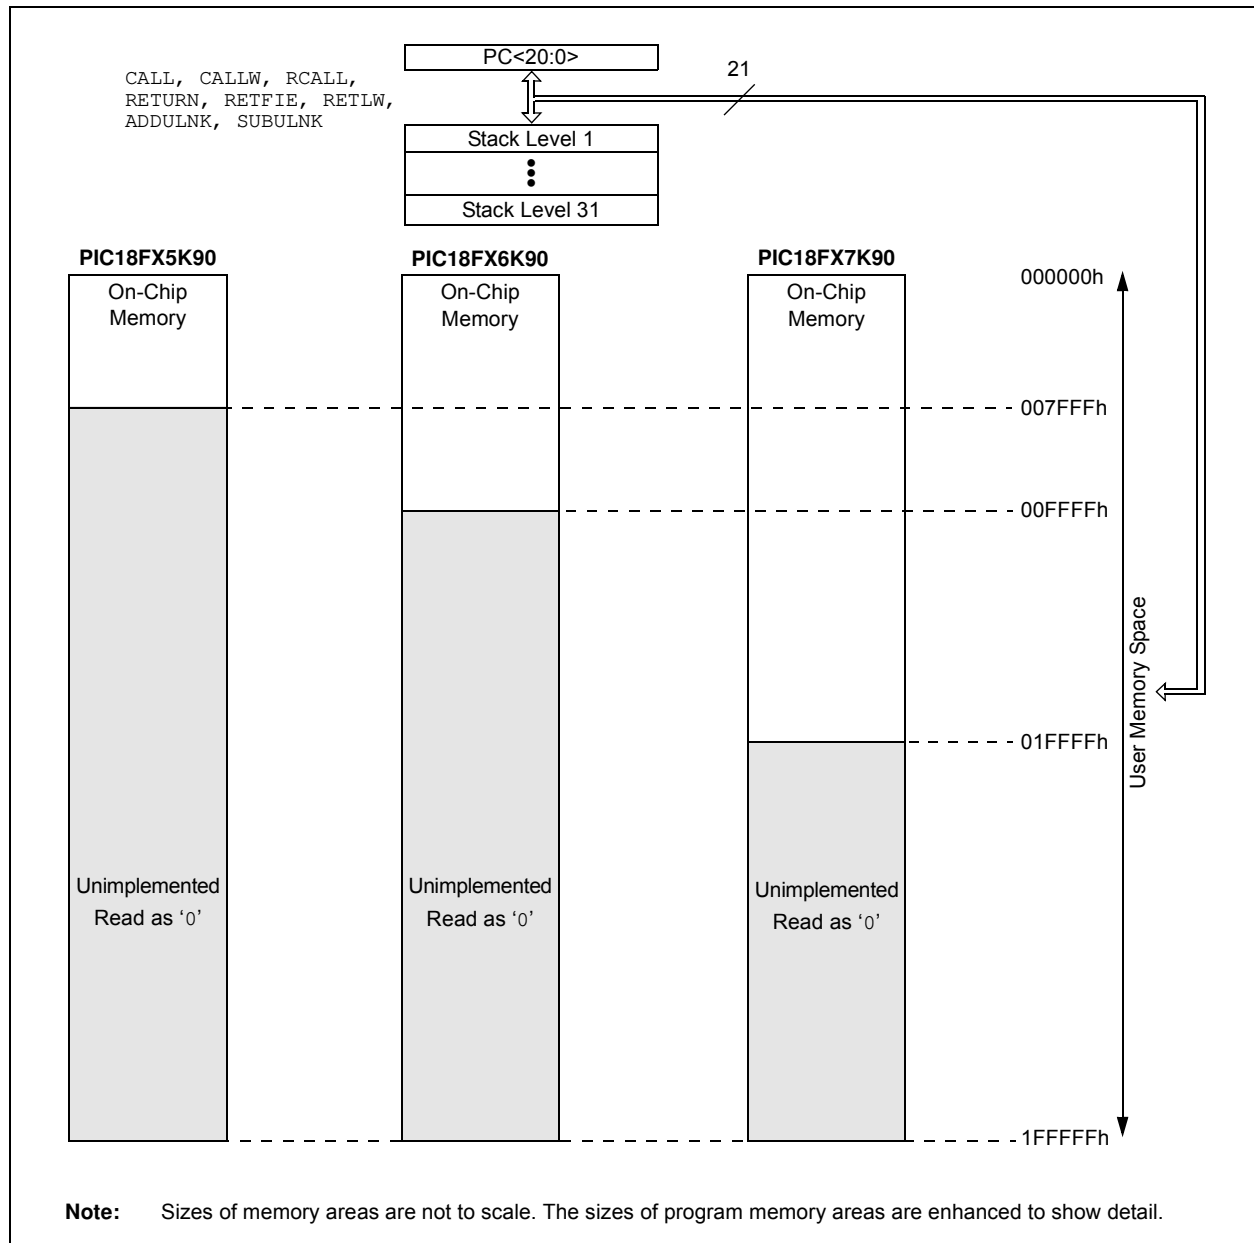 PC<20:0>
21
CALL, CALLW, RCALL,
RETURN, RETFIE, RETLW,
ADDULNK, SUBULNK
Stack Level 1
Stack Level 31
PIC18FX5K90
PIC18FX6K90
PIC18FX7K90
On-Chip
Memory
On-Chip
Memory
On-Chip
Memory
000000h
007FFFh
00FFFFh
01FFFFh
User Memory Space
Unimplemented
Read as ‘0’
Unimplemented
Read as ‘0’
Unimplemented
Read as ‘0’
1FFFFFh
Note: Sizes of memory areas are not to scale. The sizes of program memory areas are enhanced to show detail.